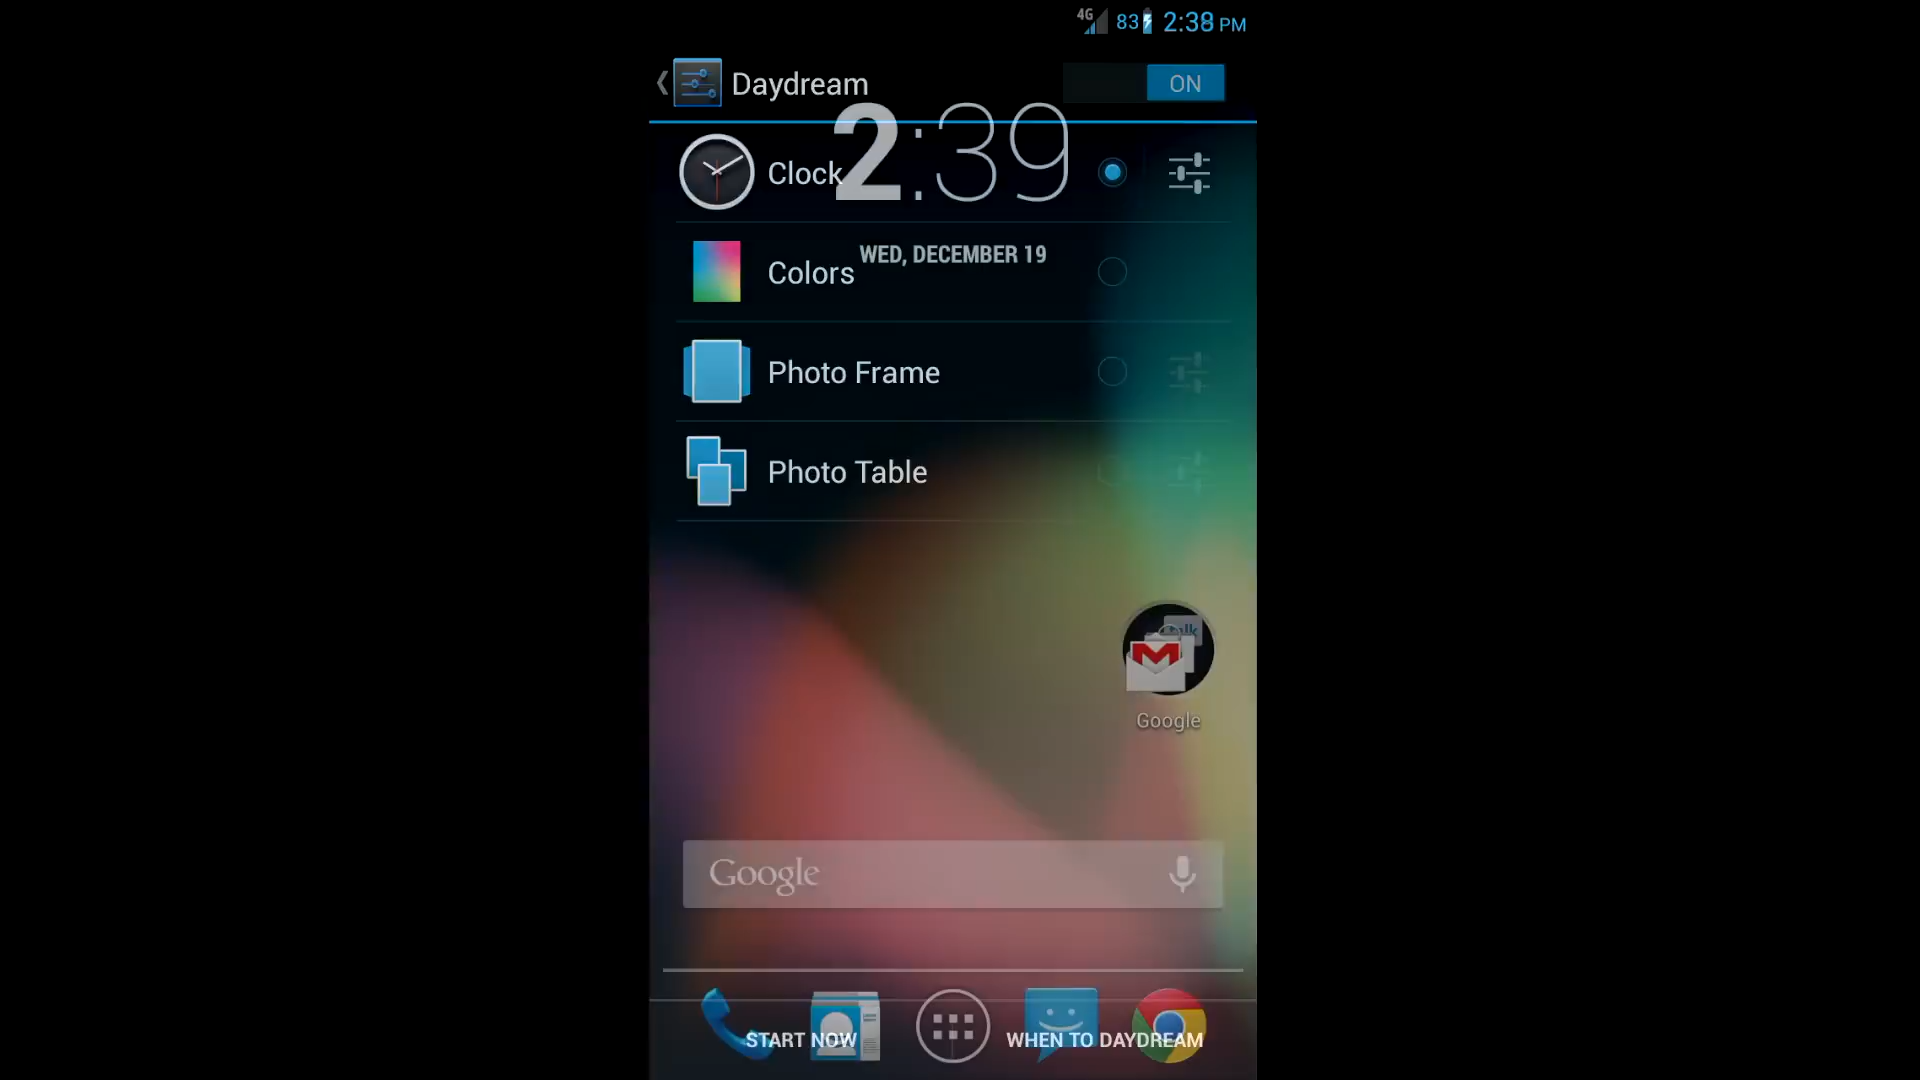 4G 83 2:38 PM
Daydream ON
2:39
Clock
WED, DECEMBER 19
Colors
Photo Frame
Photo Table
talk
Google
Google
START NOW WHEN TO DAYDREAM